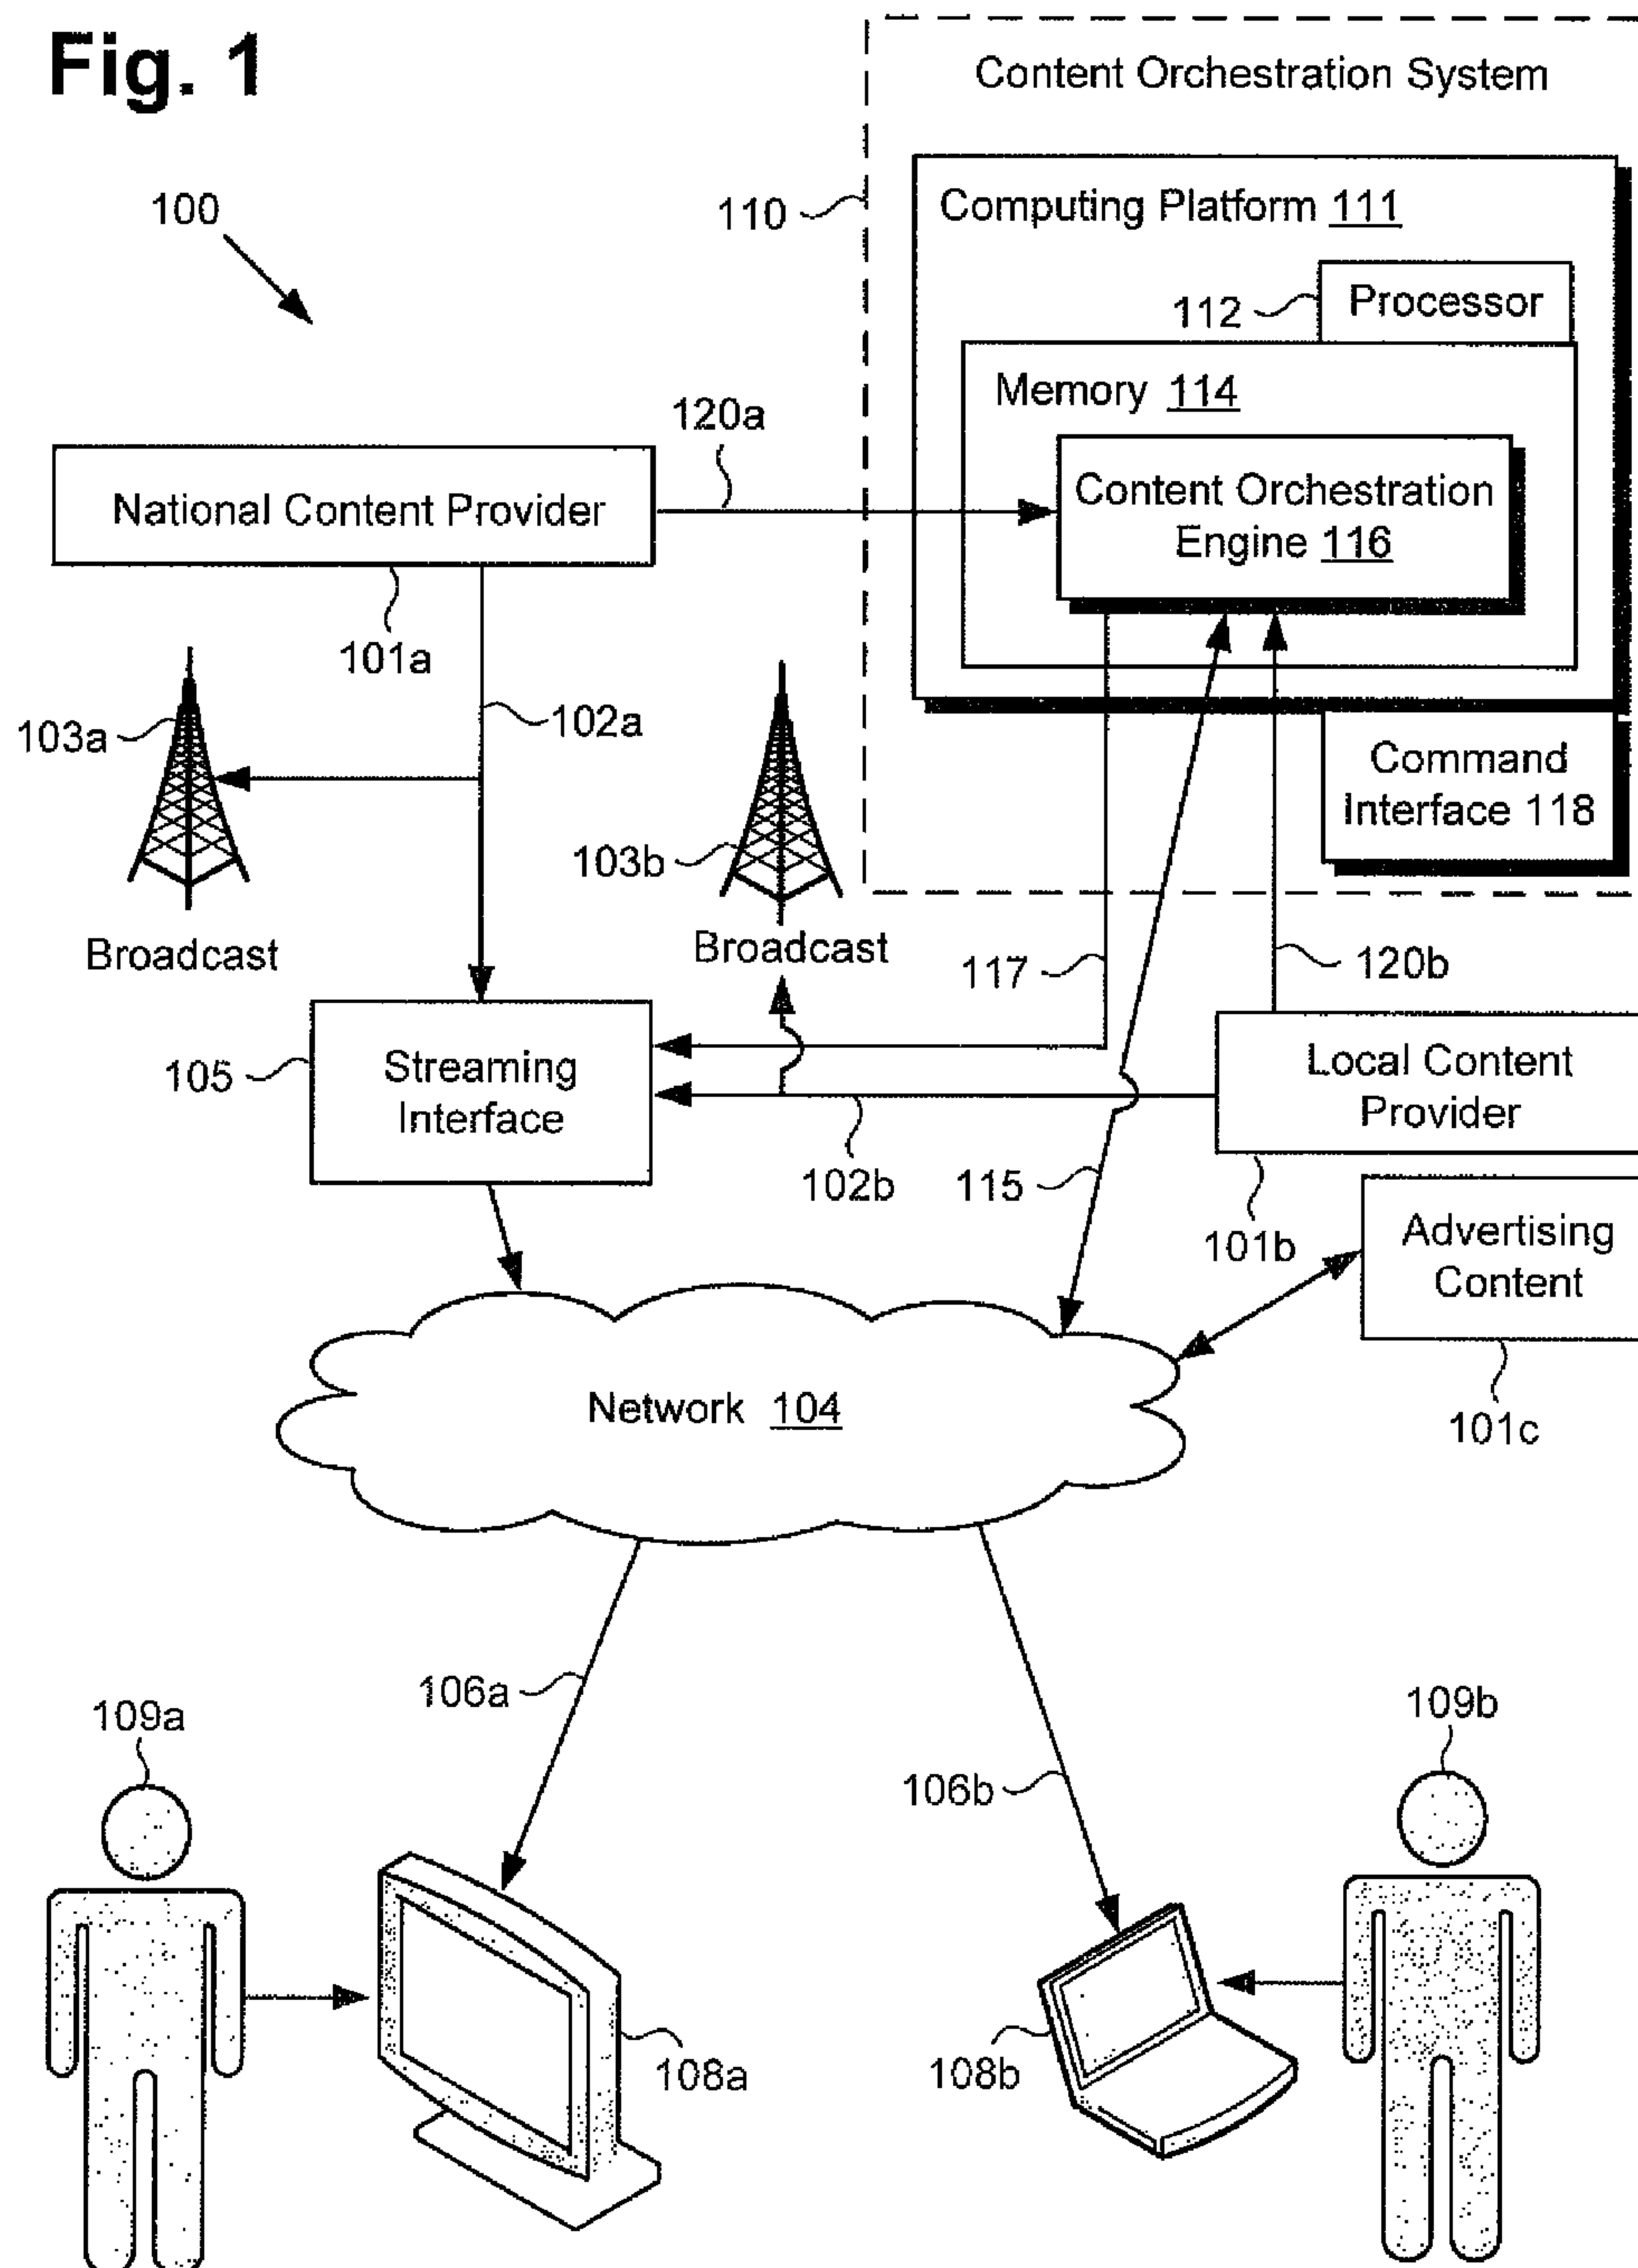 Fig. 1
Content Orchestration System
100
110
Computing Platform 111
112
Processor
Memory 114
120a
National Content Provider
Content Orchestration
Engine 116
101a
103a
102a
103b
Command
Interface 118
Broadcast
Broadcast
117
120b
105
Streaming
Interface
Local Content
Provider
102b
115
101b
Advertising
Content
Network 104
101c
106a
109a
109b
106b
108a
108b